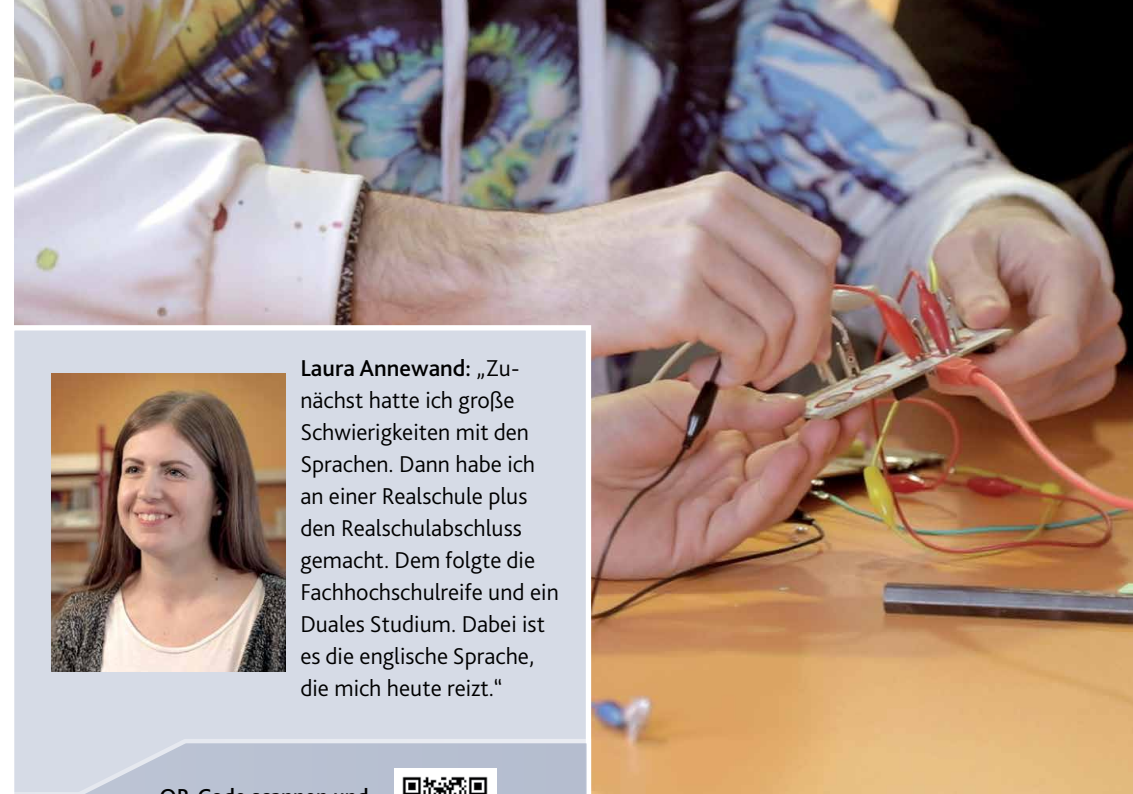 Laura Annewand: „Zu-
nächst hatte ich große
Schwierigkeiten mit den
Sprachen. Dann habe ich
an einer Realschule plus
den Realschulabschluss
gemacht. Dem folgte die
Fachhochschulreife und ein
Duales Studium. Dabei ist
es die englische Sprache,
die mich heute reizt.“
QR-Code scannen und